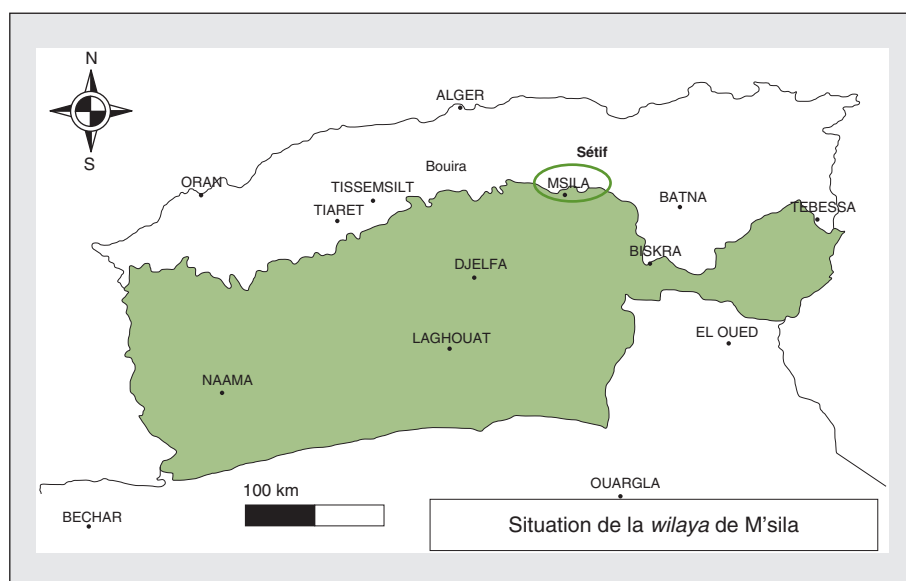 N
S
ALGER
Sétif
Bouira
MSILA
ORAN
TISSEMSILT
BATNA
TIARET
TEBESSA
BISKRA
DJELFA
EL OUED
LAGHOUAT
NAAMA
100 km
OUARGLA
BECHAR
Situation de la wilaya de M'sila